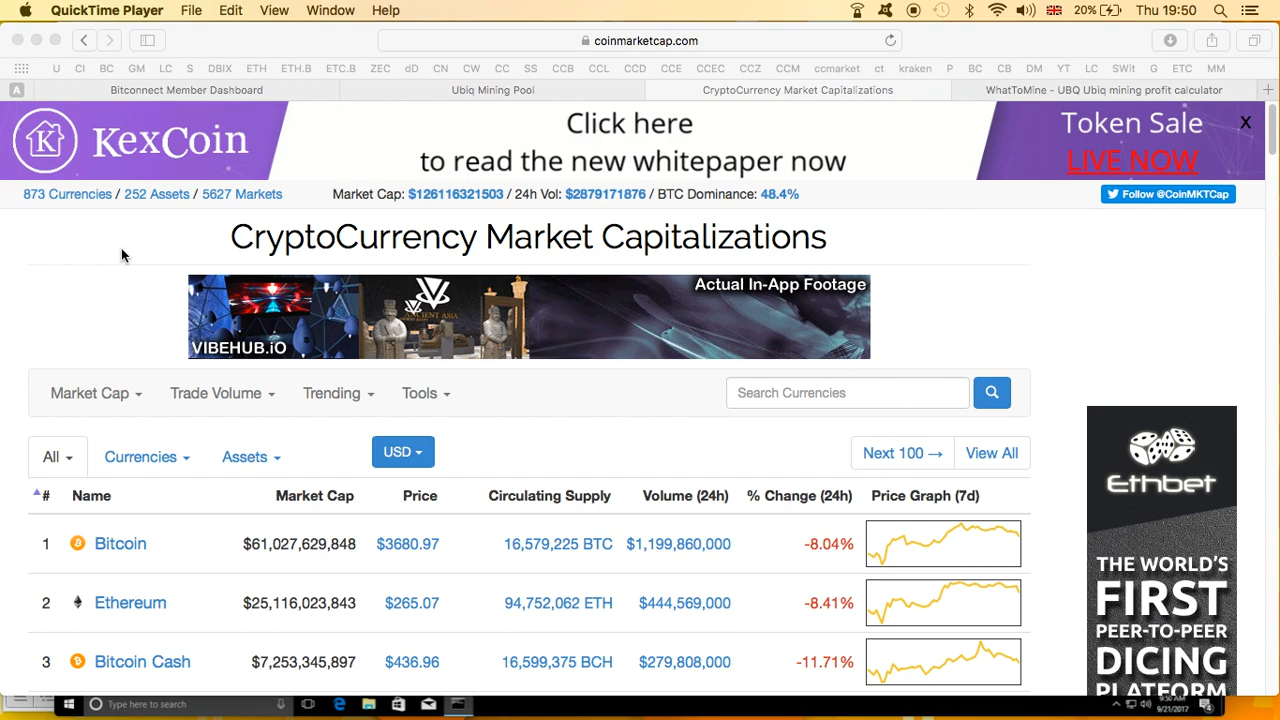 QuickTime Player File Edit View Window Help 20% Thu 19:50
coinmarketcap.com
U CI BC GM LC S DBIX ETH ETH.B ETC.B ZEC dD CN CW CC SS CCB CCL CCD CCE CCEC CCZ CCM ccmarket ct kraken P BC CB DM YT LC SWit G ETC MM
A Bitconnect Member Dashboard Ubiq Mining Pool CryptoCurrency Market Capitalizations WhatToMine - UBQ Ubiq mining profit calculator
K KexCoin
Click here
to read the new whitepaper now
Token Sale
LIVE NOW
X
873 Currencies / 252 Assets / 5627 Markets Market Cap: $126116321503 / 24h Vol: $2879171876 / BTC Dominance: 48.4% Follow @CoinMKTCap
CryptoCurrency Market Capitalizations
VIBEHUB.iO
ANCIENT ASIA
Actual In-App Footage
Market Cap Trade Volume Trending Tools Search Currencies
All Currencies Assets USD Next 100 → View All
# Name Market Cap Price Circulating Supply Volume (24h) % Change (24h) Price Graph (7d)
1 Bitcoin $61,027,629,848 $3680.97 16,579,225 BTC $1,199,860,000 -8.04%
2 Ethereum $25,116,023,843 $265.07 94,752,062 ETH $444,569,000 -8.41%
3 Bitcoin Cash $7,253,345,897 $436.96 16,599,375 BCH $279,808,000 -11.71%
Ethbet
THE WORLD'S
FIRST
PEER-TO-PEER
DICING
PLATFORM
Type here to search
9:50 AM
9/21/2017